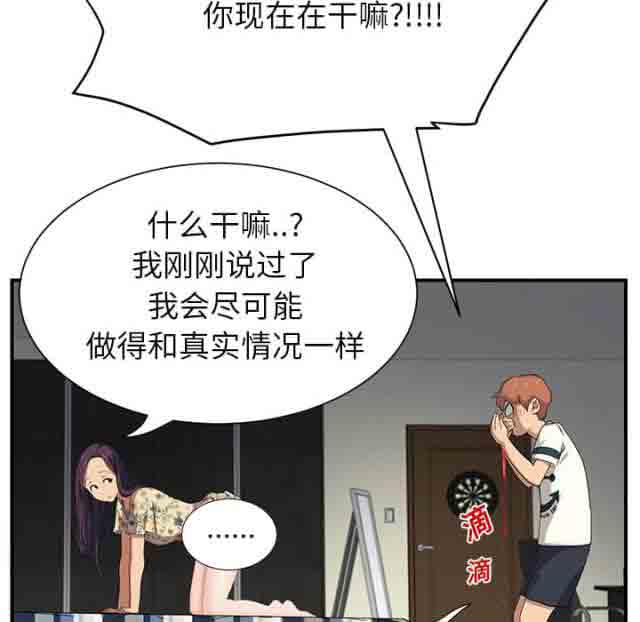 你现在在干嘛?!!!!
什么干嘛..?
我刚刚说过了
我会尽可能
做得和真实情况一样
......
滴
滴